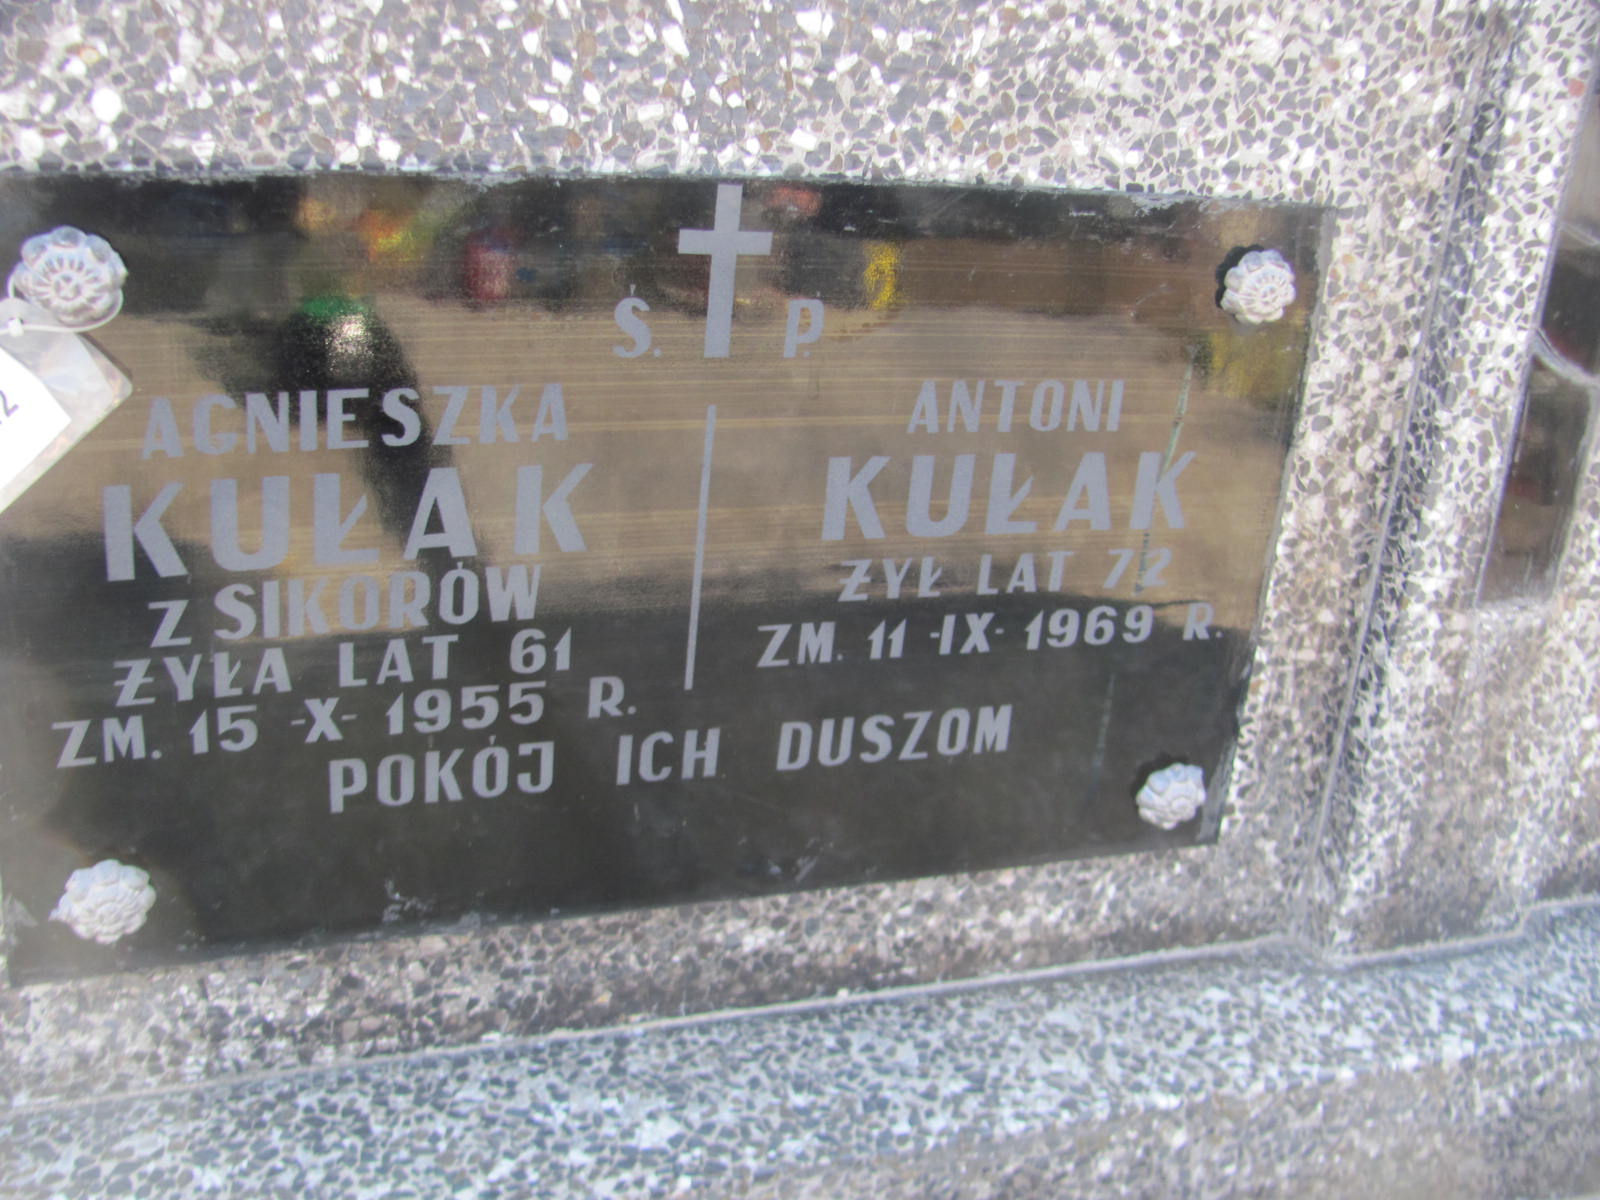 Ś. P.
AGNIESZKA
KUŁAK
Z SIKORÓW
ŻYŁA LAT 61
ZM. 15 -X- 1955 R.
ANTONI
KUŁAK
ŻYŁ LAT 72
ZM. 11 -IX- 1969 R.
POKÓJ ICH DUSZOM